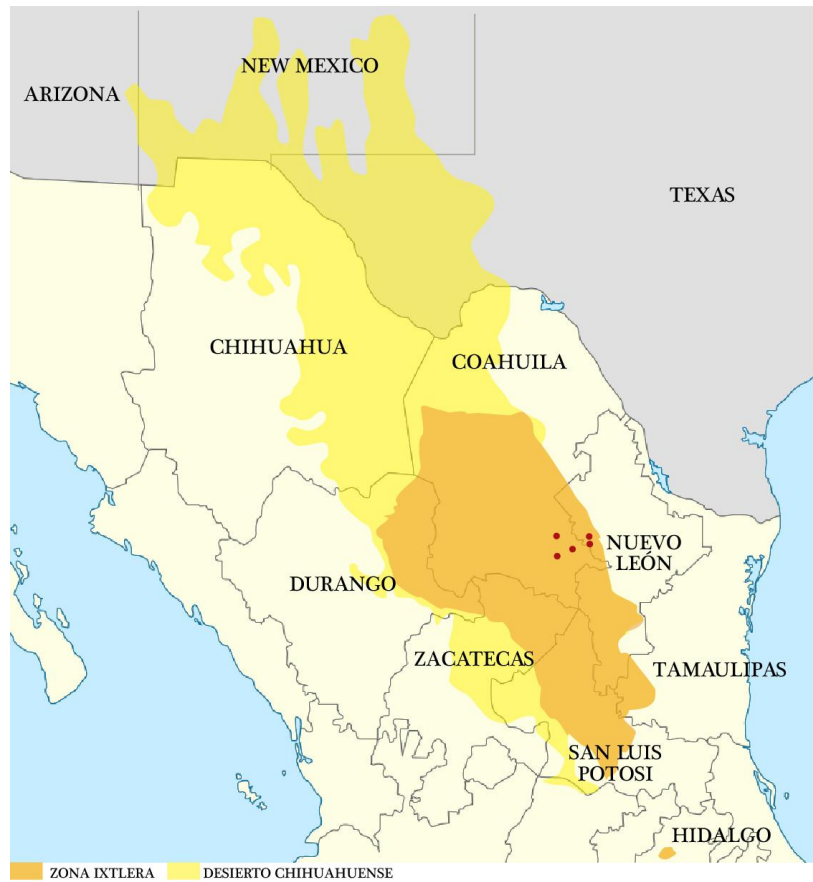 NEW MEXICO
ARIZONA
TEXAS
CHIHUAHUA
COAHUILA
NUEVO
LEÓN
DURANGO
ZACATECAS
TAMAULIPAS
SAN LUIS
POTOSI
HIDALGO
ZONA IXTLERA
DESIERTO CHIHUAHUENSE